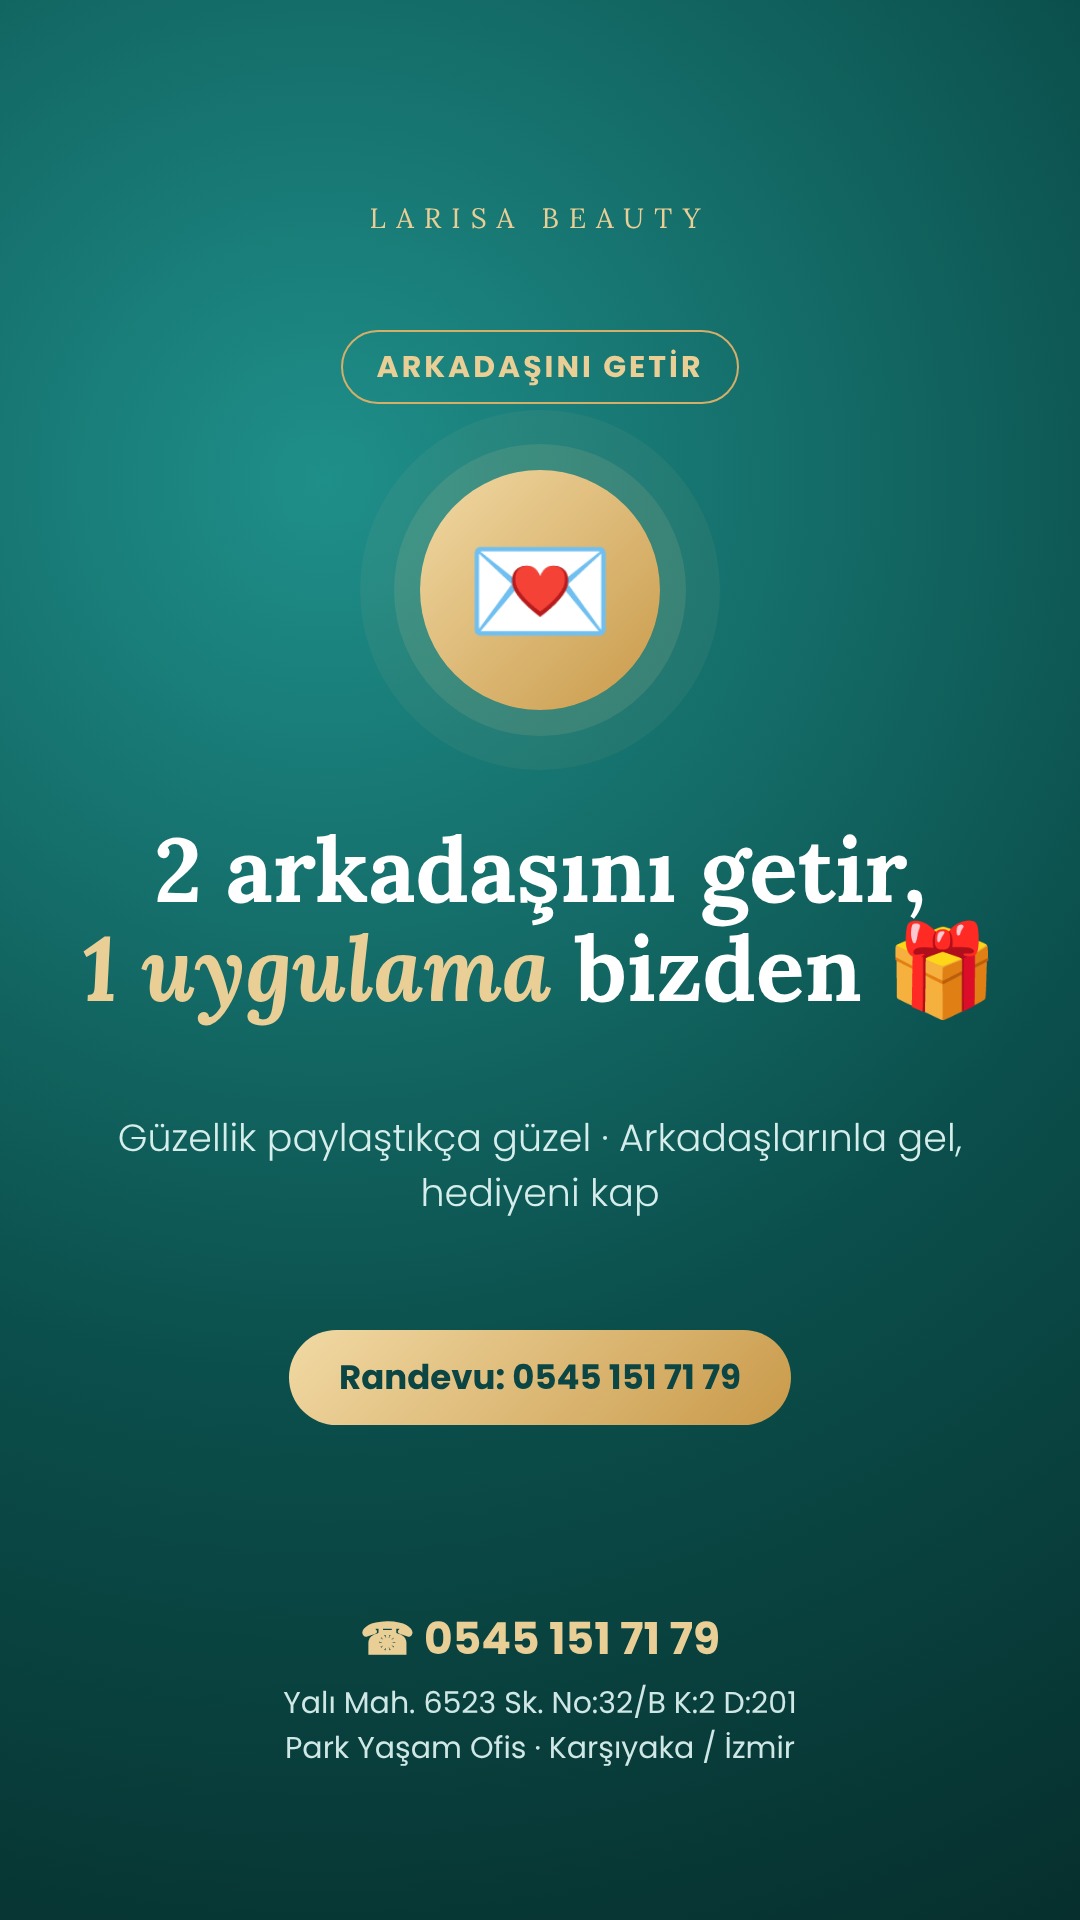 LARISA BEAUTY
ARKADAŞINI GETİR
2 arkadaşını getir,
1 uygulama bizden 🎁
Güzellik paylaştıkça güzel · Arkadaşlarınla gel,
hediyeni kap
Randevu: 0545 151 71 79
☎ 0545 151 71 79
Yalı Mah. 6523 Sk. No:32/B K:2 D:201
Park Yaşam Ofis · Karşıyaka / İzmir